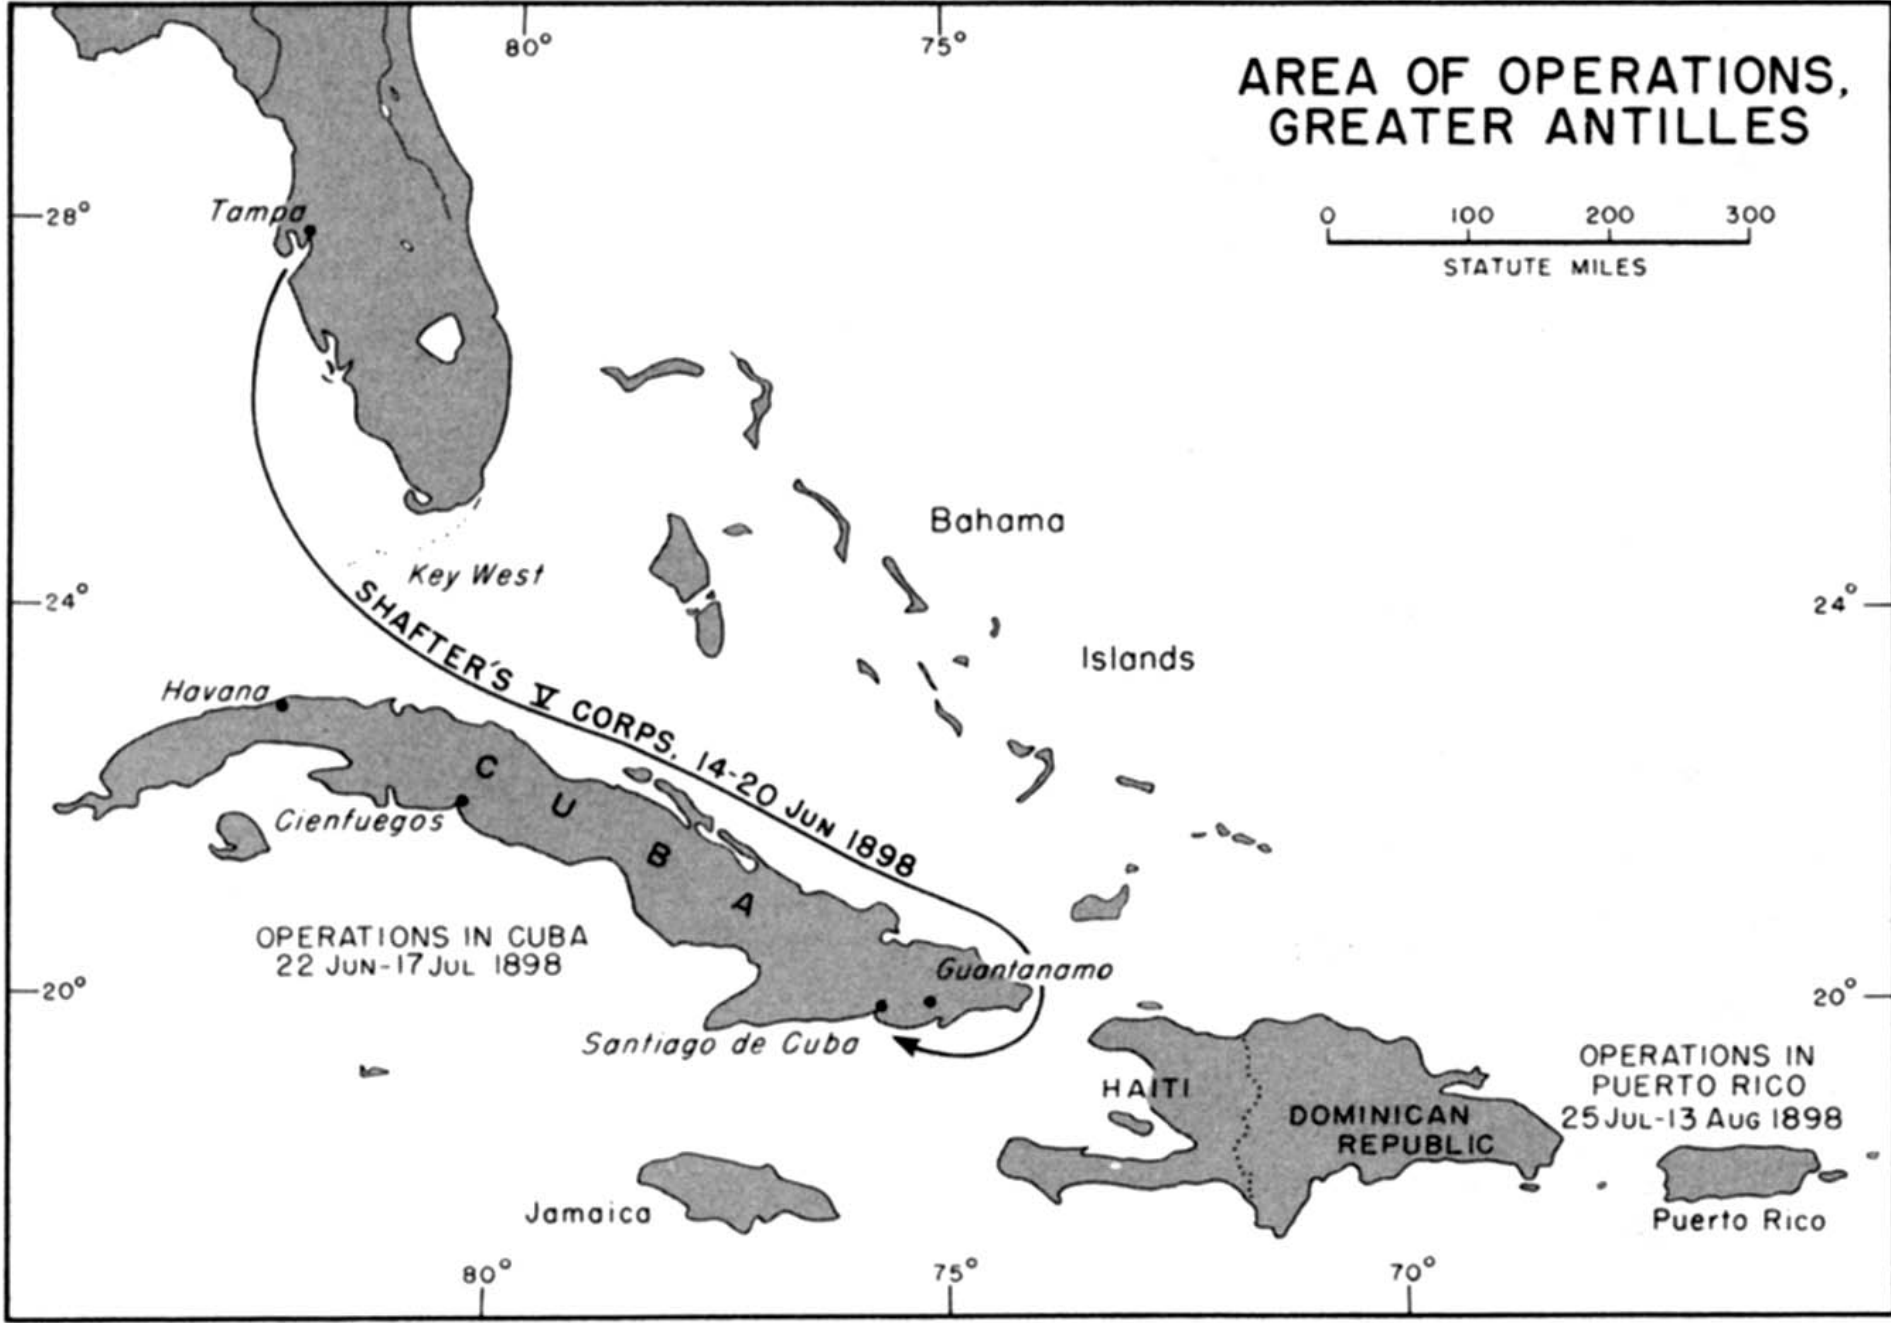 80°
75°
AREA OF OPERATIONS,
GREATER ANTILLES
0 100 200 300
STATUTE MILES
28°
Tampa
Bahama
Key West
24°
24°
Islands
SHAFTER'S V CORPS, 14-20 JUN 1898
Havana
CUBA
Cienfuegos
OPERATIONS IN CUBA
22 JUN-17 JUL 1898
Guantanamo
20°
20°
Santiago de Cuba
HAITI
DOMINICAN
REPUBLIC
OPERATIONS IN
PUERTO RICO
25 JUL-13 AUG 1898
Jamaica
Puerto Rico
80°
75°
70°